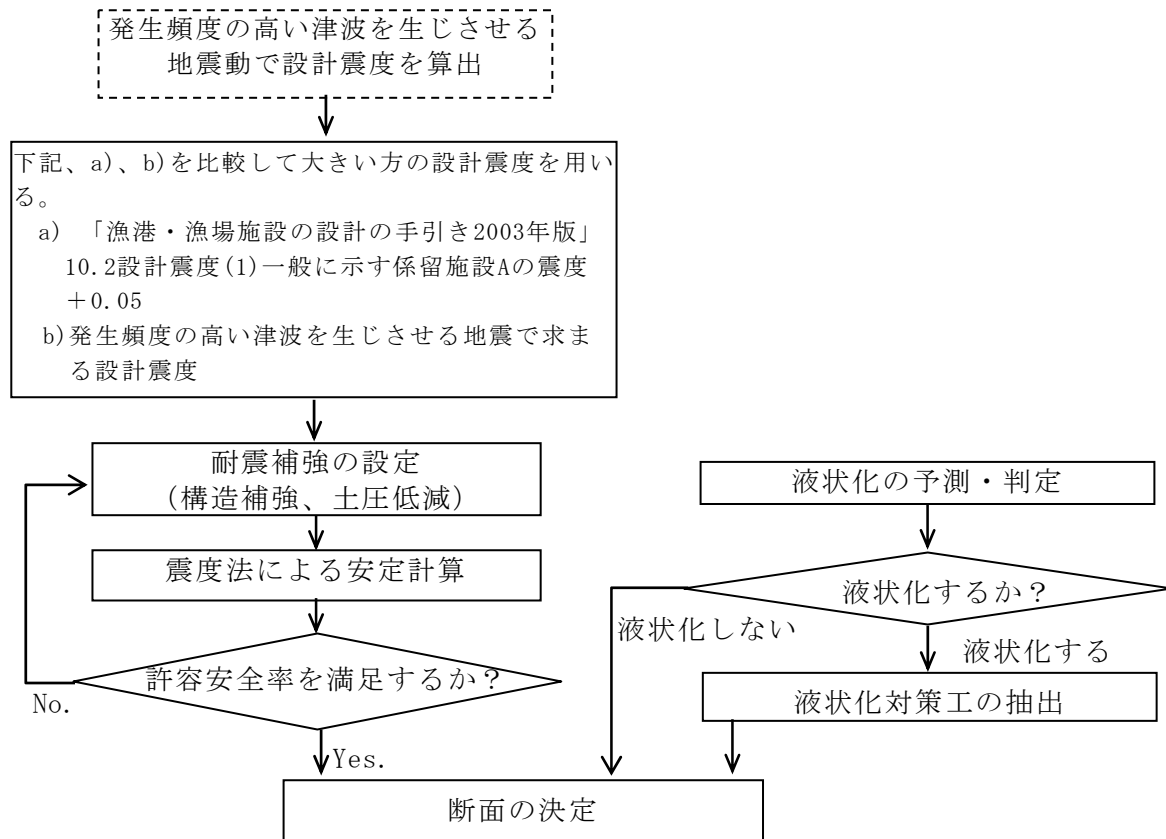 発生頻度の高い津波を生じさせる
地震動で設計震度を算出
下記、a)、b)を比較して大きい方の設計震度を用い
る。
a) 「漁港・漁場施設の設計の手引き2003年版」
10.2設計震度(1)一般に示す係留施設Aの震度
＋0.05
b)発生頻度の高い津波を生じさせる地震で求ま
る設計震度
耐震補強の設定
(構造補強、土圧低減)
震度法による安定計算
許容安全率を満足するか？
No.
Yes.
液状化の予測・判定
液状化するか？
液状化しない
液状化する
液状化対策工の抽出
断面の決定